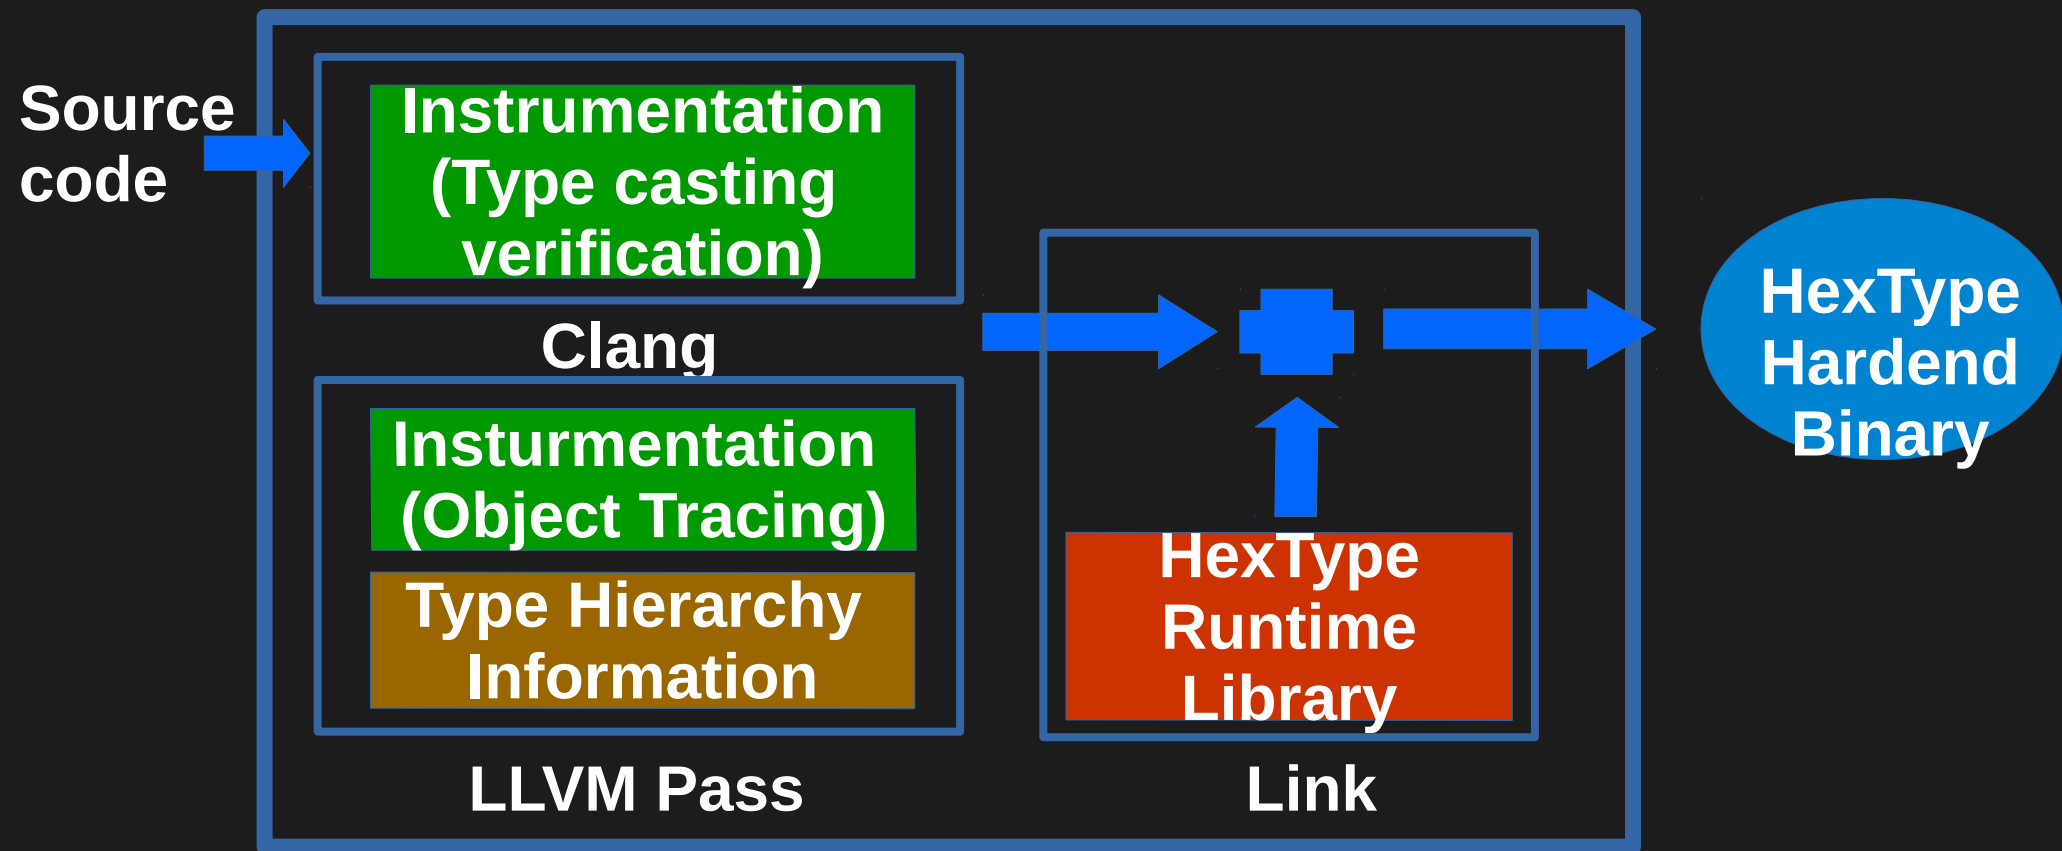 Source
code
Instrumentation
(Type casting
verification)
Clang
Insturmentation
(Object Tracing)
Type Hierarchy
Information
LLVM Pass
HexType
Runtime
Library
Link
HexType
Hardend
Binary